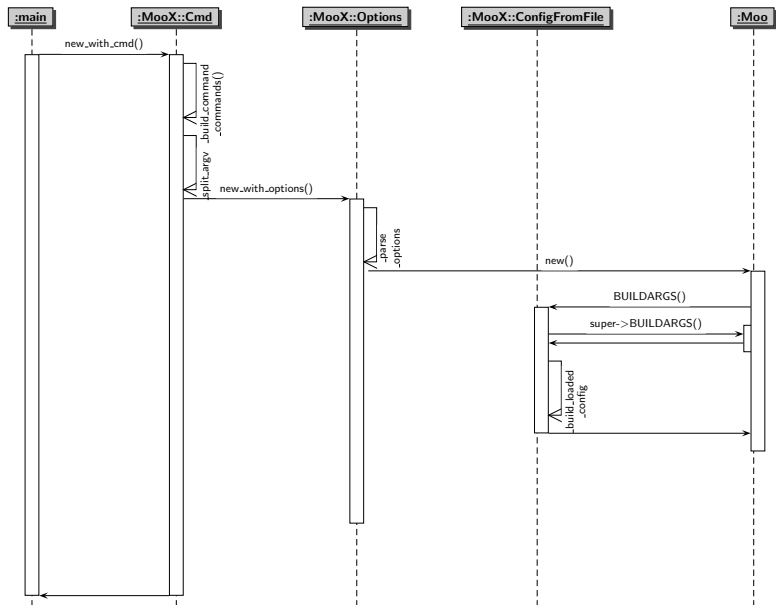 :main
:MooX::Cmd
:MooX::Options
:MooX::ConfigFromFile
:Moo
new_with_cmd()
_build_command
_commands()
_split_argv
new_with_options()
_parse
_options
new()
BUILDARGS()
super->BUILDARGS()
_build_loaded
_config